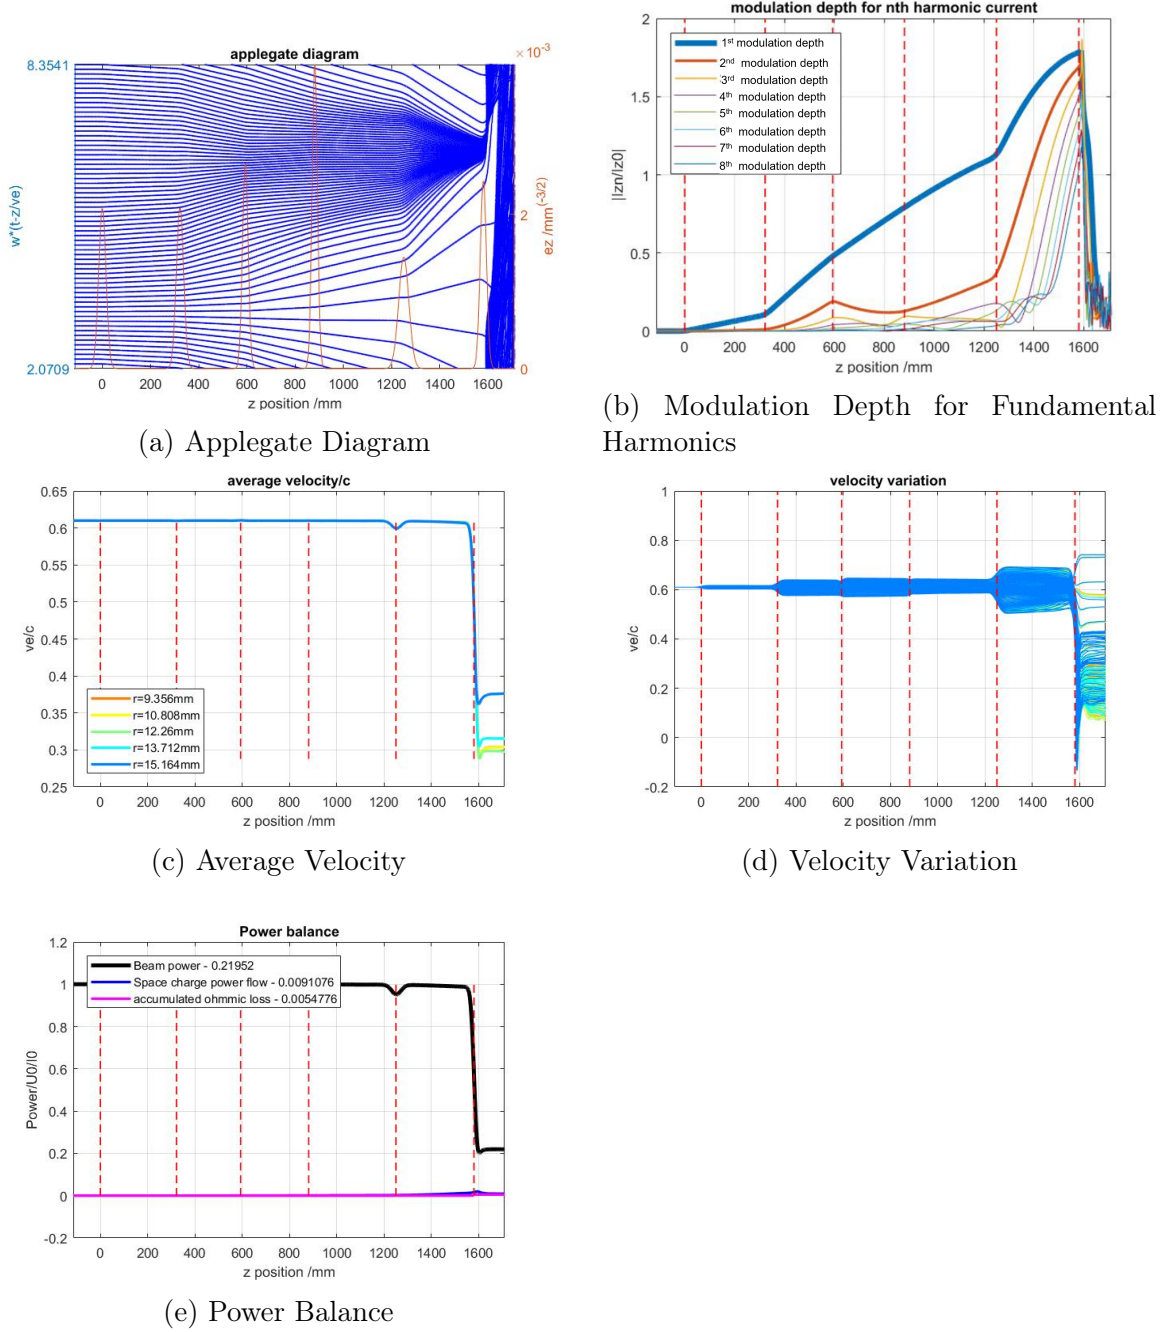 applegate diagram
× 10⁻³
8.3541
2.0709
w*(t-z/ve)
2
0
ez /mm^(-3/2)
0 200 400 600 800 1000 1200 1400 1600
z position /mm
(a) Applegate Diagram
modulation depth for nth harmonic current
2
1.5
1
0.5
0
|Izn/Iz0|
1st modulation depth
2nd modulation depth
3rd modulation depth
4th modulation depth
5th modulation depth
6th modulation depth
7th modulation depth
8th modulation depth
0 200 400 600 800 1000 1200 1400 1600
z position /mm
(b) Modulation Depth for Fundamental
Harmonics
average velocity/c
0.65
0.6
0.55
0.5
0.45
0.4
0.35
0.3
0.25
ve/c
r=9.356mm
r=10.808mm
r=12.26mm
r=13.712mm
r=15.164mm
0 200 400 600 800 1000 1200 1400 1600
z position /mm
(c) Average Velocity
velocity variation
1
0.8
0.6
0.4
0.2
0
-0.2
ve/c
0 200 400 600 800 1000 1200 1400 1600
z position /mm
(d) Velocity Variation
Power balance
1.2
1
0.8
0.6
0.4
0.2
0
-0.2
Power/U0/I0
Beam power - 0.21952
Space charge power flow - 0.0091076
accumulated ohmmic loss - 0.0054776
0 200 400 600 800 1000 1200 1400 1600
z position /mm
(e) Power Balance